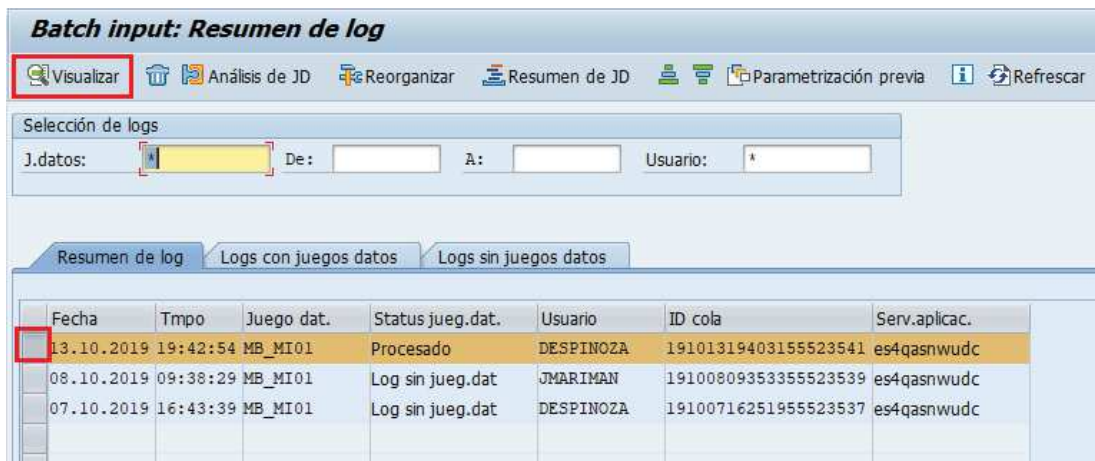 Batch input: Resumen de log
Visualizar Análisis de JD Reorganizar Resumen de JD Parametrización previa Refrescar
Selección de logs
J.datos: * De: A: Usuario: *
Resumen de log Logs con juegos datos Logs sin juegos datos
Fecha Tmpo Juego dat. Status jueg.dat. Usuario ID cola Serv.aplicac.
13.10.2019 19:42:54 MB_MI01 Procesado DESPINOZA 19101319403155523541 es4qasnwudc
08.10.2019 09:38:29 MB_MI01 Log sin jueg.dat JMARIMAN 19100809353355523539 es4qasnwudc
07.10.2019 16:43:39 MB_MI01 Log sin jueg.dat DESPINOZA 19100716251955523537 es4qasnwudc